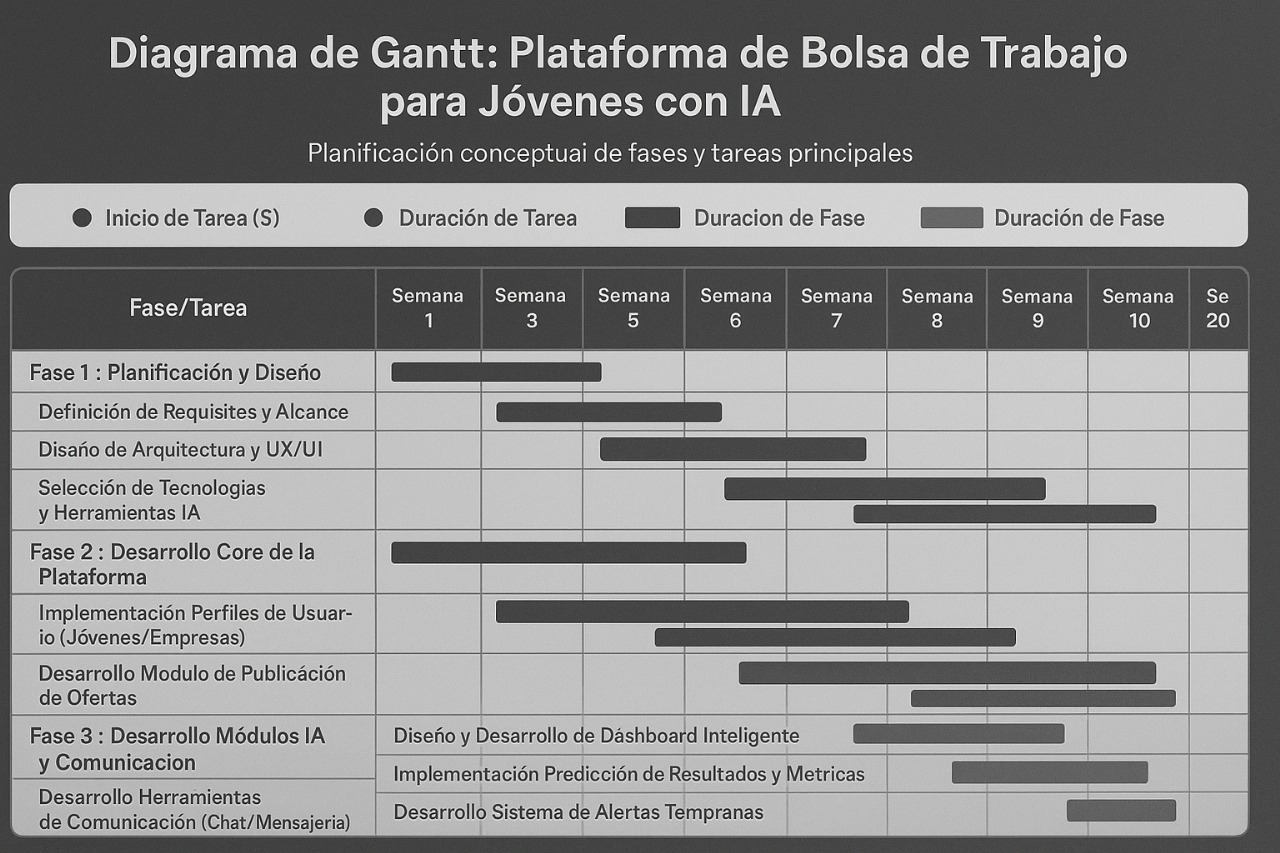 Diagrama de Gantt: Plataforma de Bolsa de Trabajo
para Jóvenes con IA
Planificación conceptuai de fases y tareas principales
Inicio de Tarea (S)
Duración de Tarea
Duracion de Fase
Duración de Fase
Fase/Tarea
Semana
1
Semana
3
Semana
5
Semana
6
Semana
7
Semana
8
Semana
9
Semana
10
Se
20
Fase 1 : Planificación y Diseño
Definición de Requisites y Alcance
Disańo de Arquitectura y UX/UI
Selección de Tecnologias
y Herramientas IA
Fase 2 : Desarrollo Core de la
Plataforma
Implementación Perfiles de Usuar-
io (Jóvenes/Empresas)
Desarrollo Modulo de Publicáción
de Ofertas
Fase 3 : Desarrollo Módulos IA
y Comunicacion
Diseño y Desarrollo de Dáshboard Inteligente
Implementación Predicción de Resultados y Metricas
Desarrollo Herramientas
de Comunicación (Chat/Mensajeria)
Desarrollo Sistema de Alertas Tempranas